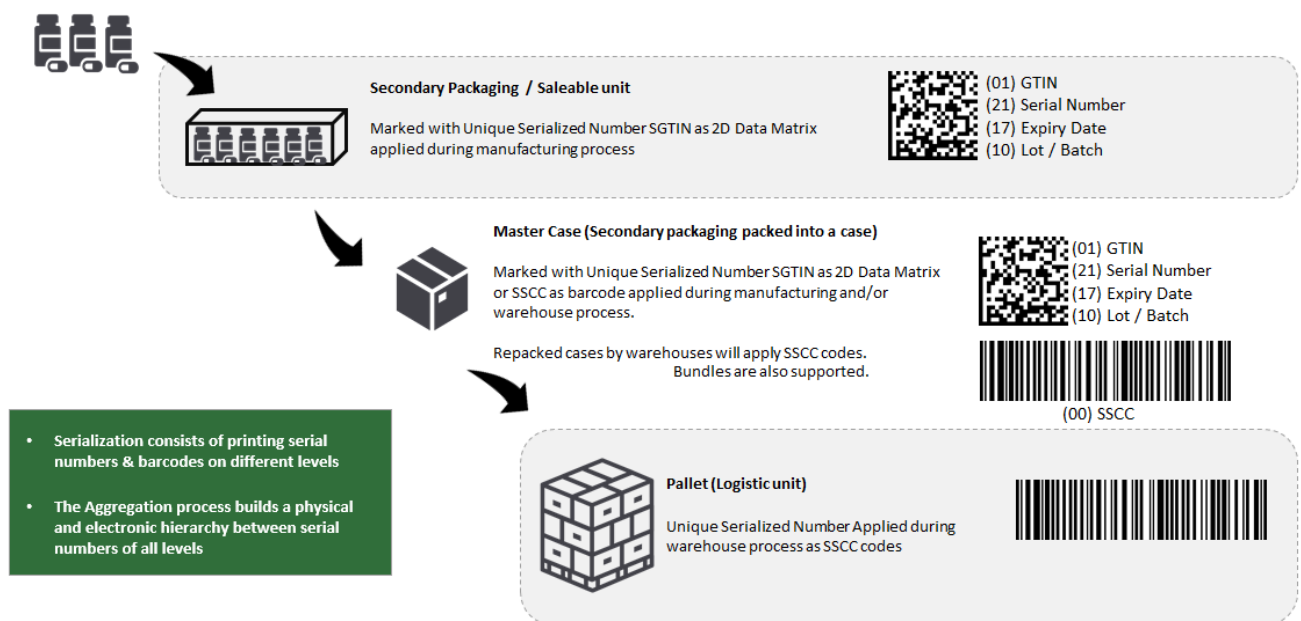 Secondary Packaging / Saleable unit
Marked with Unique Serialized Number SGTIN as 2D Data Matrix
applied during manufacturing process
(01) GTIN
(21) Serial Number
(17) Expiry Date
(10) Lot / Batch
Master Case (Secondary packaging packed into a case)
Marked with Unique Serialized Number SGTIN as 2D Data Matrix
or SSCC as barcode applied during manufacturing and/or
warehouse process.
Repacked cases by warehouses will apply SSCC codes.
Bundles are also supported.
(01) GTIN
(21) Serial Number
(17) Expiry Date
(10) Lot / Batch
(00) SSCC
• Serialization consists of printing serial
numbers & barcodes on different levels
• The Aggregation process builds a physical
and electronic hierarchy between serial
numbers of all levels
Pallet (Logistic unit)
Unique Serialized Number Applied during
warehouse process as SSCC codes